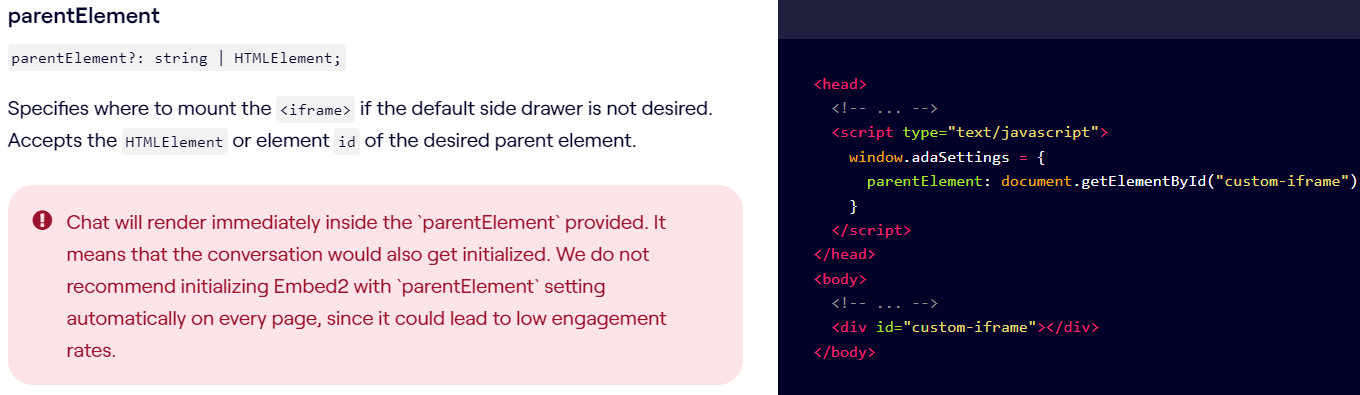 parentElement
parentElement?: string | HTMLElement;
Specifies where to mount the <iframe> if the default side drawer is not desired.
Accepts the HTMLElement or element id of the desired parent element.
Chat will render immediately inside the `parentElement` provided. It
means that the conversation would also get initialized. We do not
recommend initializing Embed2 with `parentElement` setting
automatically on every page, since it could lead to low engagement
rates.
<head>
<!-- ... -->
<script type="text/javascript">
window.adaSettings = {
parentElement: document.getElementById("custom-iframe")
}
</script>
</head>
<body>
<!-- ... -->
<div id="custom-iframe"></div>
</body>